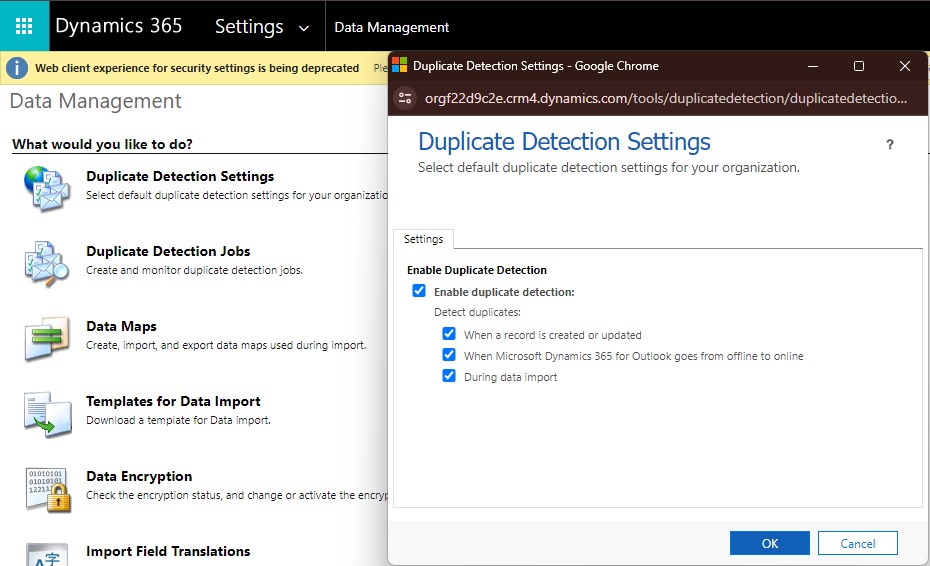 Dynamics 365 Settings Data Management
Web client experience for security settings is being deprecated
Data Management
What would you like to do?
Duplicate Detection Settings
Select default duplicate detection settings for your organizatio
Duplicate Detection Jobs
Create and monitor duplicate detection jobs.
Data Maps
Create, import, and export data maps used during import.
Templates for Data Import
Download a template for Data import.
Data Encryption
Check the encryption status, and change or activate the encryp
Import Field Translations
Duplicate Detection Settings - Google Chrome
orgf22d9c2e.crm4.dynamics.com/tools/duplicatedetection/duplicatedetectio...
Duplicate Detection Settings
?
Select default duplicate detection settings for your organization.
Settings
Enable Duplicate Detection
Enable duplicate detection:
Detect duplicates:
When a record is created or updated
When Microsoft Dynamics 365 for Outlook goes from offline to online
During data import
OK Cancel